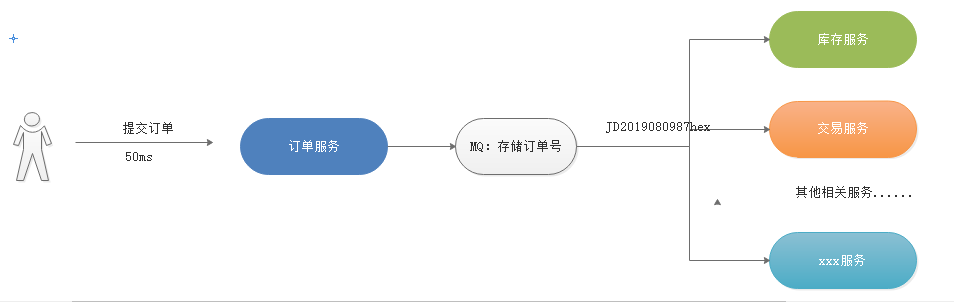 提交订单
50ms
订单服务
MQ: 存储订单号
JD2019080987hex
库存服务
交易服务
其他相关服务......
xxx服务